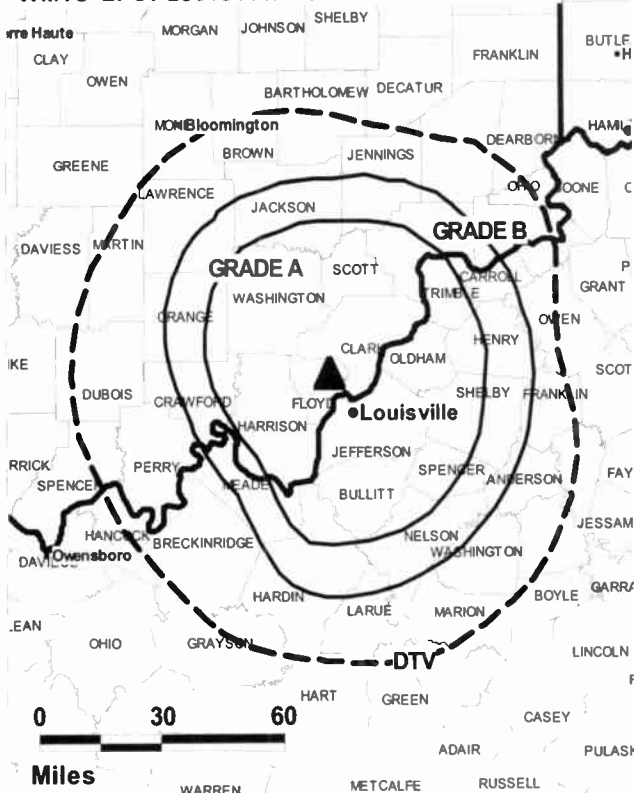 SHELBY
MORGAN
JOHNSON
rre Haute
BUTLE
CLAY
FRANKLIN
OWEN
BARTHOLOMEW
DECATUR
Bloomington
HAMIL
DEARBORN
BROWN
JENNINGS
GREENE
LAWRENCE
OHIO
OONE
JACKSON
GRADE B
DAVIESS
MARTIN
GRADE A
SCOTT
CARROLL
WASHINGTON
TRIMBLE
GRANT
ORANGE
OWEN
CLARK
OLDHAM
HENRY
IKE
SCOT
DUBOIS
CRAWFORD
FLOYD
Louisville
SHELBY
FRANKLIN
HARRISON
JEFFERSON
RRICK
PERRY
SPENCER
ANDERSON
FAY
SPENCER
MEADE
BULLITT
JESSAM
HANCOCK
BRECKINRIDGE
NELSON
WASHINGTON
Owensboro
DAVIESS
HARDIN
BOYLE
GARRA
LARUE
MARION
LEAN
OHIO
GRAYSON
LINCOLN
DTV
HART
GREEN
CASEY
0 30 60
ADAIR
PULASK
Miles
WARREN
METCALFE
RUSSELL